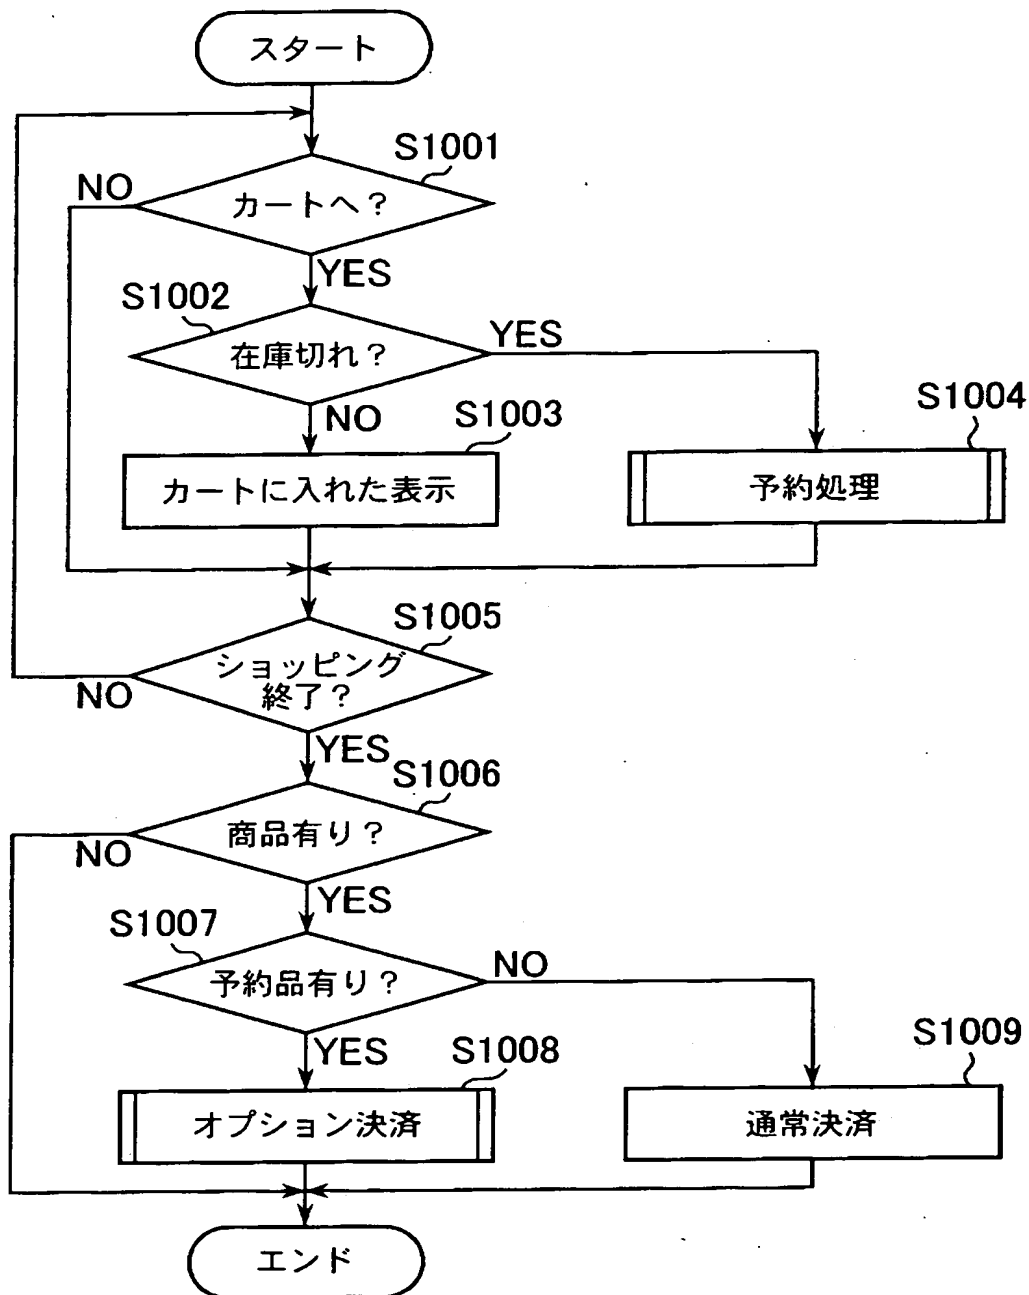 スタート
S1001
NO
カートへ？
YES
S1002
YES
在庫切れ？
NO
S1003
S1004
カートに入れた表示
予約処理
S1005
ショッピング
終了？
NO
YES
S1006
商品有り？
NO
YES
S1007
NO
予約品有り？
YES
S1008
S1009
オプション決済
通常決済
エンド